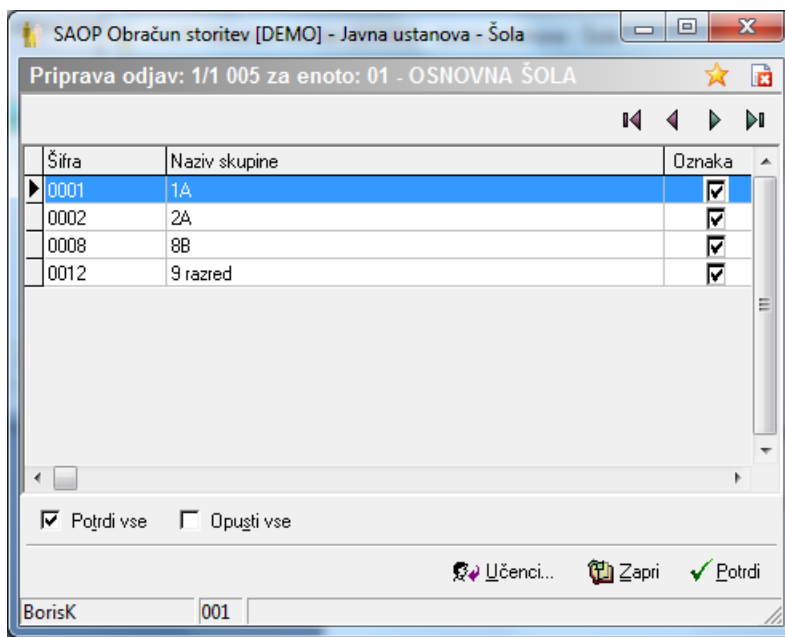 SAOP Obračun storitev [DEMO] - Javna ustanova - Šola
Priprava odjav: 1/1 005 za enoto: 01 - OSNOVNA ŠOLA
Šifra Naziv skupine Oznaka
0001 1A
0002 2A
0008 8B
0012 9 razred
Potrdi vse Opusti vse
Učenci... Zapri Potrdi
BorisK 001